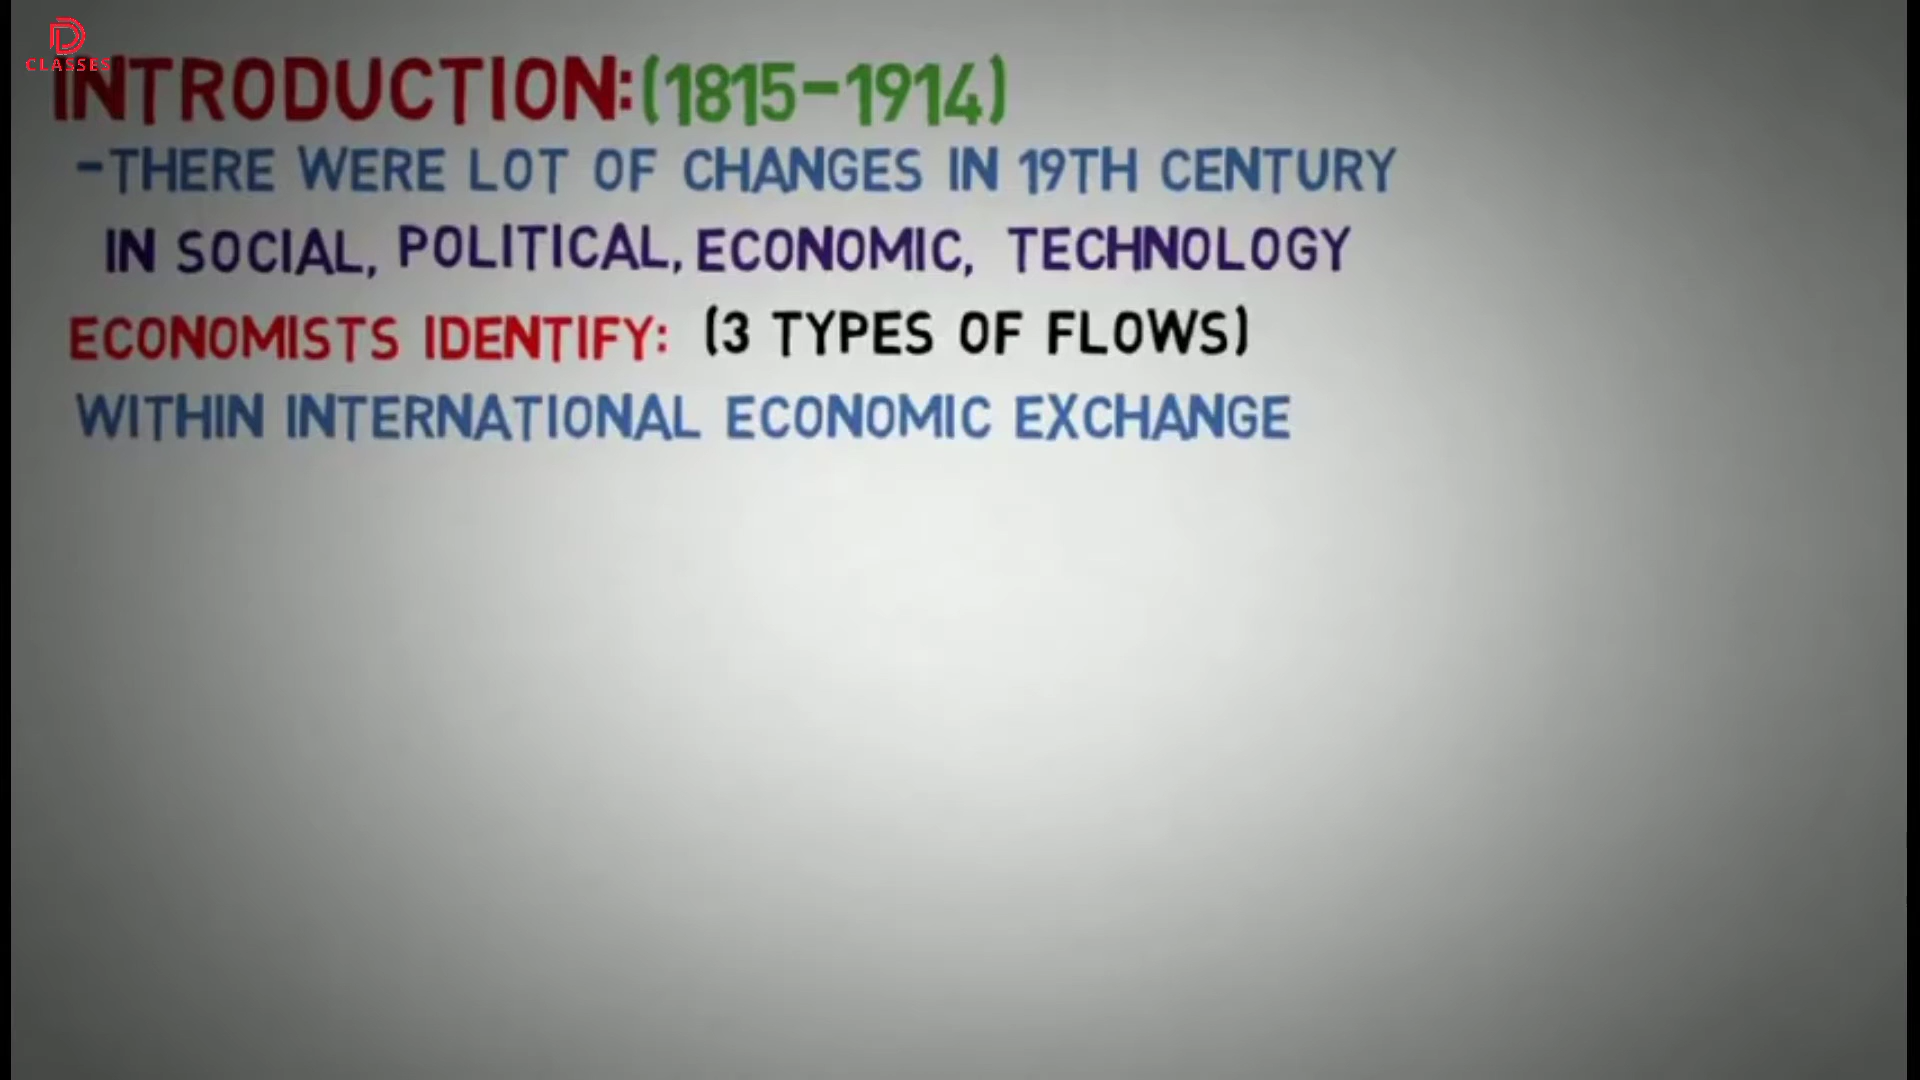 D
CLASSES
INTRODUCTION:(1815-1914)
-THERE WERE LOT OF CHANGES IN 19TH CENTURY
IN SOCIAL, POLITICAL, ECONOMIC, TECHNOLOGY
ECONOMISTS IDENTIFY: (3 TYPES OF FLOWS)
WITHIN INTERNATIONAL ECONOMIC EXCHANGE